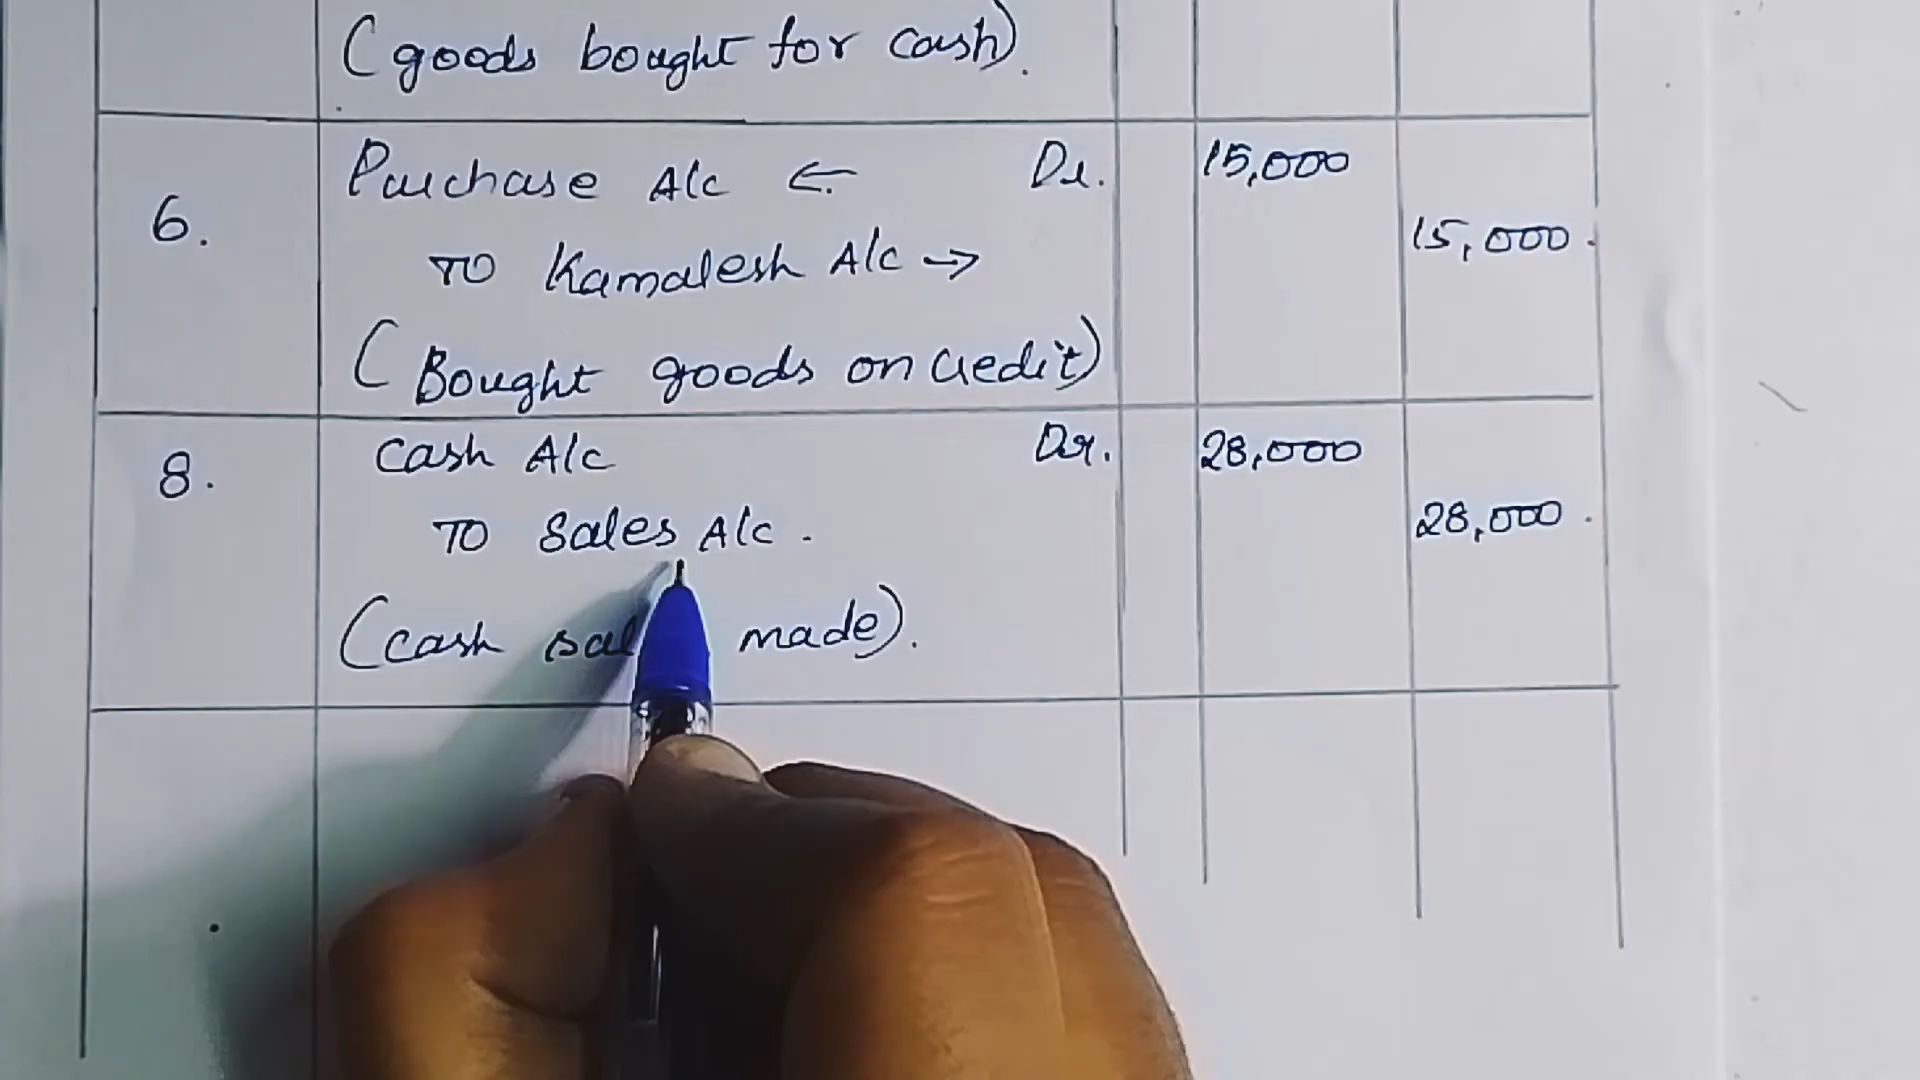 (goods bought for cash).
6. Purchase A/c ← Dr. 15,000
TO Kamalesh A/c → 15,000.
(Bought goods on credit)
8. Cash A/c Dr. 28,000
TO Sales A/c. 28,000.
(cash made).